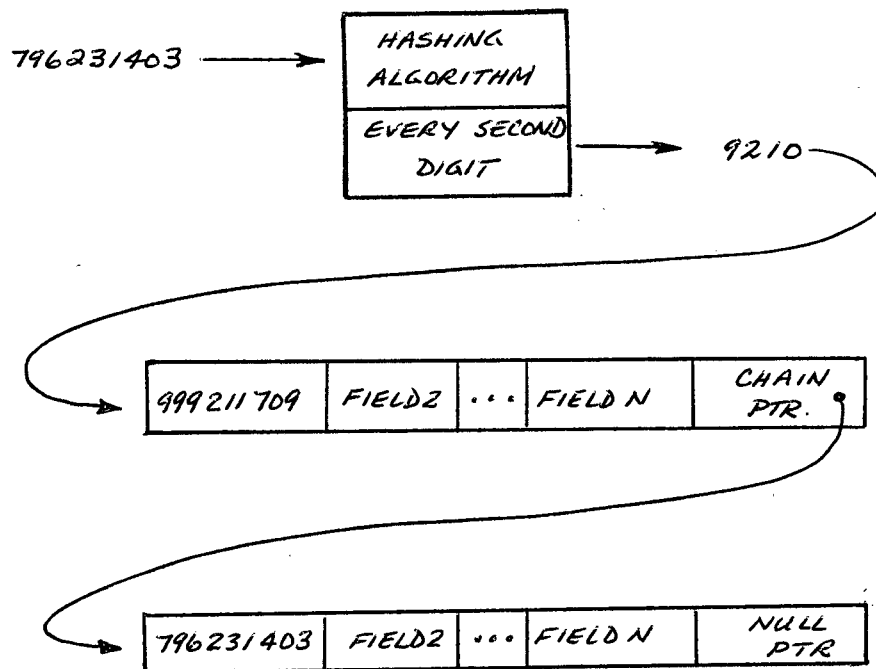 796231403
HASHING
ALGORITHM
EVERY SECOND
DIGIT
9210
999211709
FIELD2
...
FIELD N
CHAIN
PTR.
796231403
FIELD2
...
FIELD N
NULL
PTR